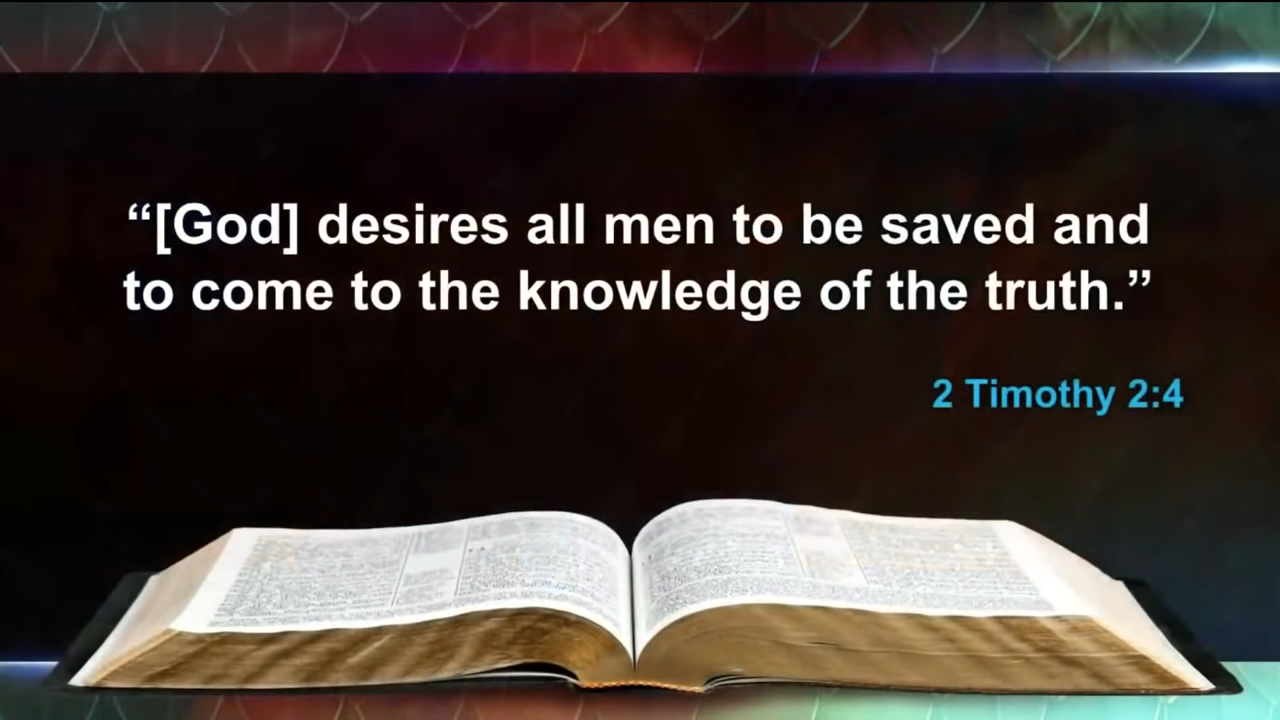 “[God] desires all men to be saved and
to come to the knowledge of the truth.”
2 Timothy 2:4